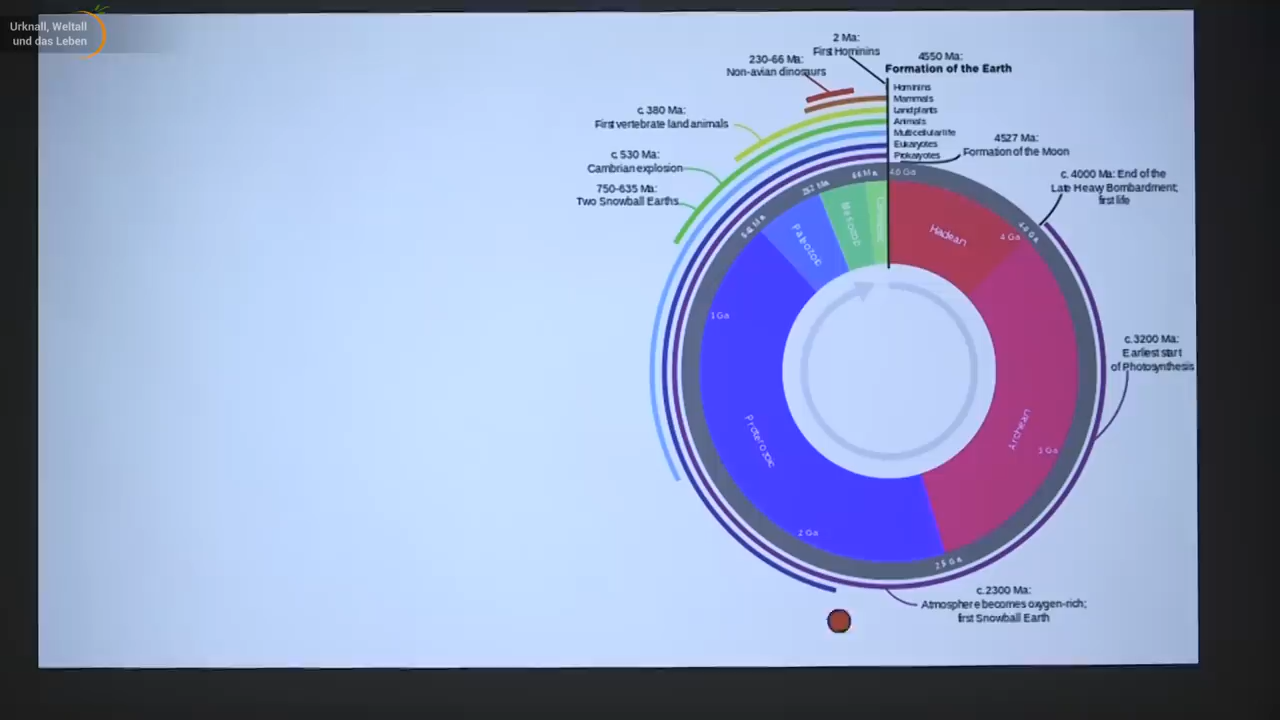 Urknall, Weltall
und das Leben
2 Ma:
First Hominins
230-66 Ma:
Non-avian dinosaurs
4550 Ma:
Formation of the Earth
Hominins
Mammals
Land plants
Animals
Multicellular life
Eukaryotes
Prokaryotes
c. 380 Ma:
First vertebrate land animals
4527 Ma:
Formation of the Moon
c. 530 Ma:
Cambrian explosion
c. 4000 Ma: End of the
Late Heavy Bombardment;
first life
750-635 Ma:
Two Snowball Earths
Hadean
4 Ga
Paleozoic
Mesozoic
Cenozoic
1 Ga
c. 3200 Ma:
Earliest start
of Photosynthesis
Archean
3 Ga
Proterozoic
2 Ga
2.5 Ga
c. 2300 Ma:
Atmosphere becomes oxygen-rich;
first Snowball Earth